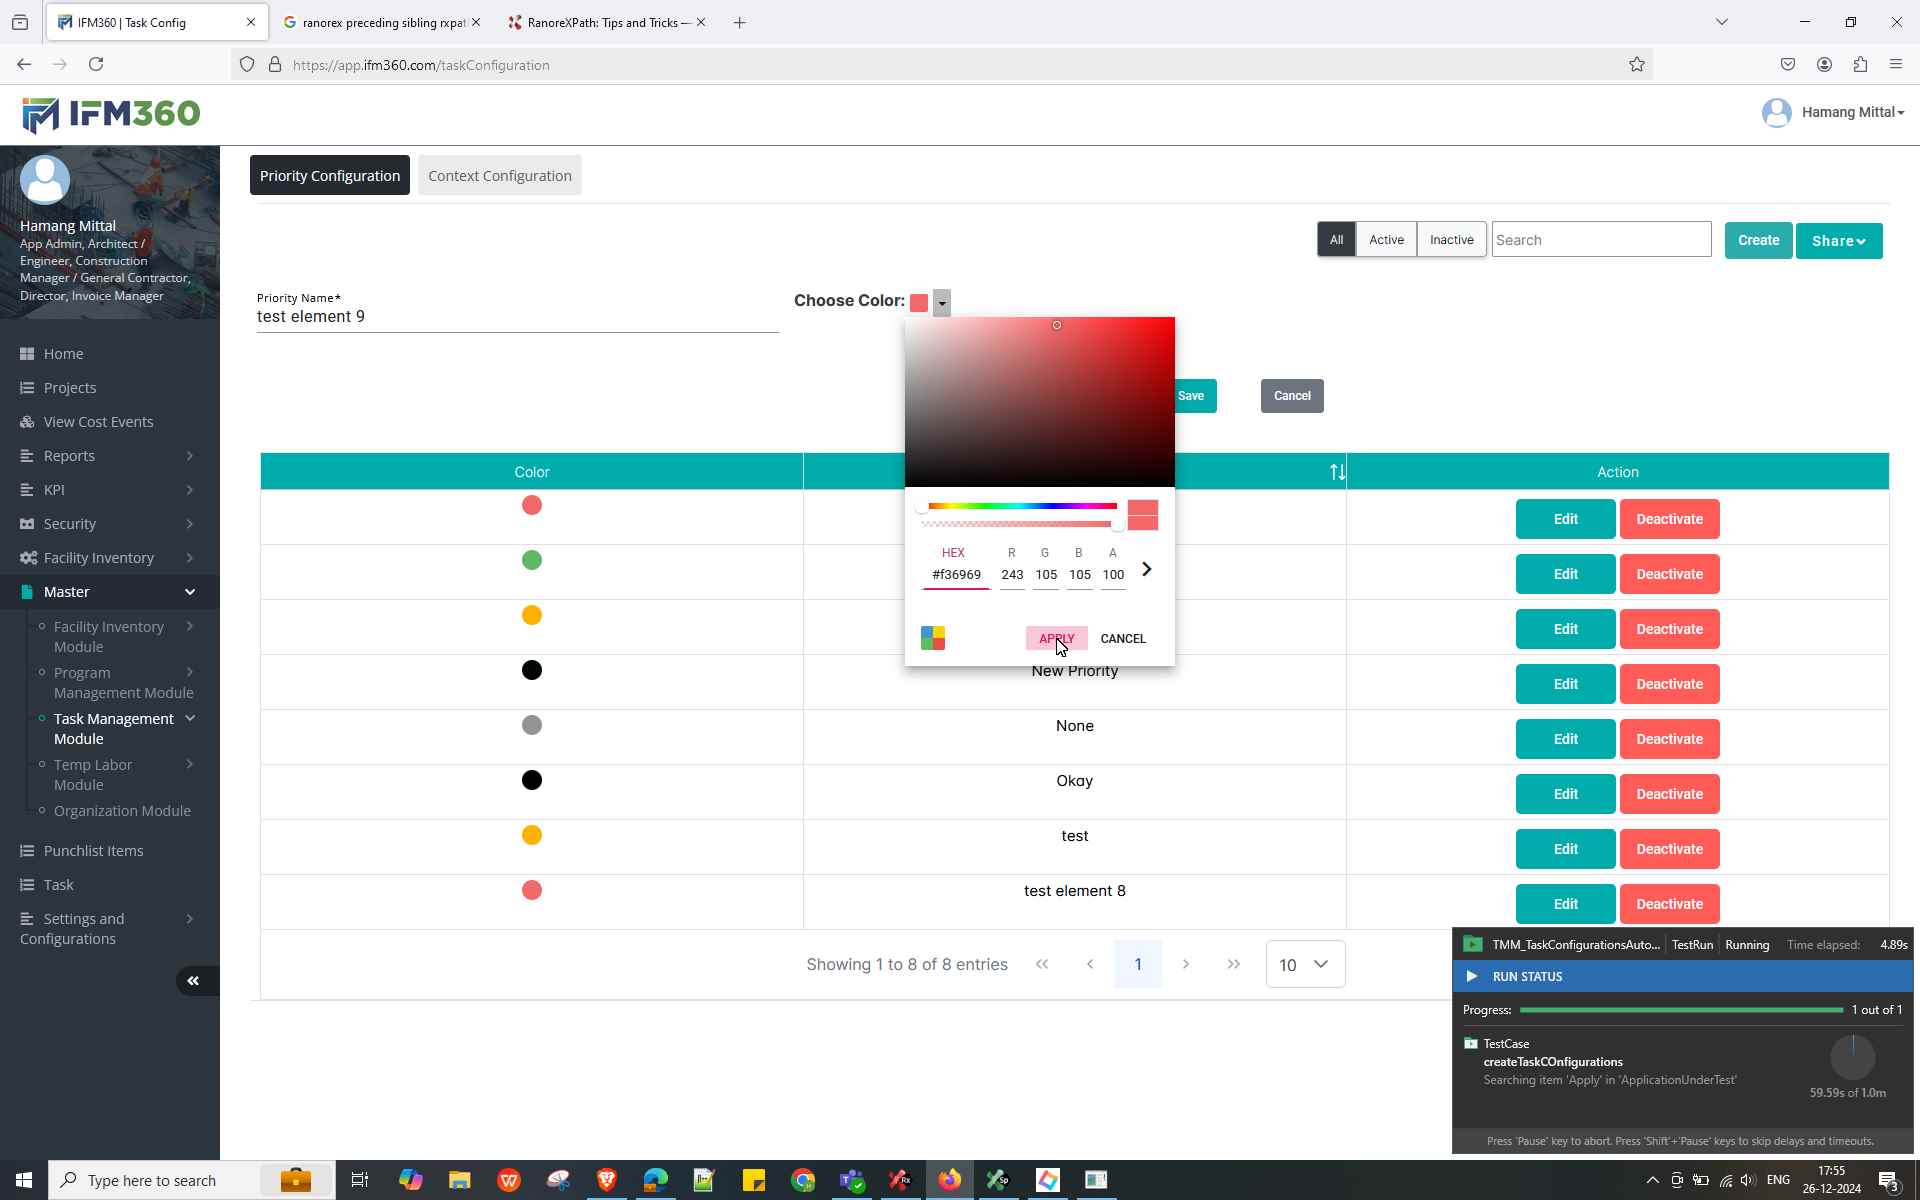 IFM360 | Task Config
ranorex preceding sibling rxpat
RanoreXPath: Tips and Tricks —
https://app.ifm360.com/taskConfiguration
IFM360
Hamang Mittal
Hamang Mittal
App Admin, Architect /
Engineer, Construction
Manager / General Contractor,
Director, Invoice Manager
Home
Projects
View Cost Events
Reports
KPI
Security
Facility Inventory
Master
Facility Inventory
Module
Program
Management Module
Task Management
Module
Temp Labor
Module
Organization Module
Punchlist Items
Task
Settings and
Configurations
Priority Configuration
Context Configuration
All
Active
Inactive
Search
Create
Share
Priority Name*
test element 9
Choose Color:
Save
Cancel
HEX
R
G
B
A
#f36969
243
105
105
100
APPLY
CANCEL
Color
Action
Edit
Deactivate
Edit
Deactivate
Edit
Deactivate
New Priority
Edit
Deactivate
None
Edit
Deactivate
Okay
Edit
Deactivate
test
Edit
Deactivate
test element 8
Edit
Deactivate
Showing 1 to 8 of 8 entries
1
10
TMM_TaskConfigurationsAuto...
TestRun
Running
Time elapsed:
4.89s
RUN STATUS
Progress:
1 out of 1
TestCase
createTaskCOnfigurations
Searching item 'Apply' in 'ApplicationUnderTest'
59.59s of 1.0m
Press 'Pause' key to abort. Press 'Shift'+'Pause' keys to skip delays and timeouts.
Type here to search
Rx
Sp
ENG
17:55
26-12-2024
3